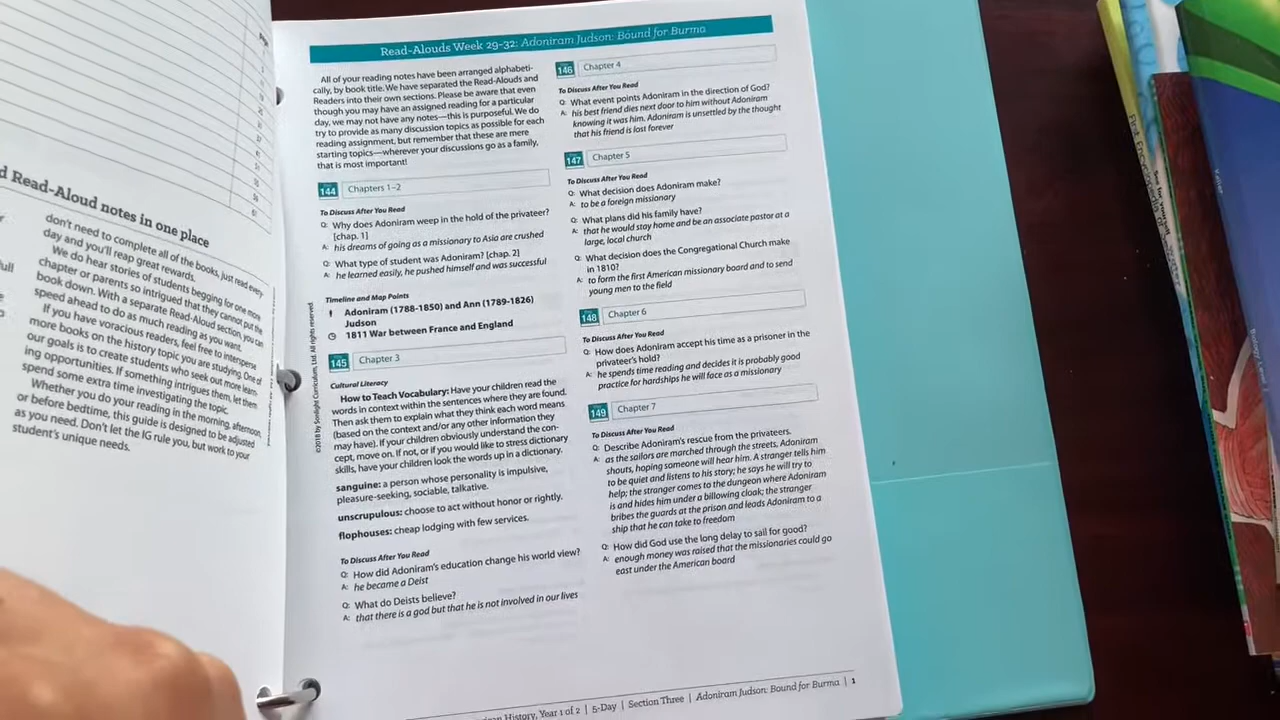 d Read-Aloud notes in one place
don't need to complete all of the books, just read every
day and you'll reap great rewards.
We do hear stories of students begging for one more
chapter or parents so intrigued that they cannot put the
book down. With a separate Read-Aloud section, you can
speed ahead to do as much reading as you want.
If you have voracious readers, feel free to intersperse
more books on the history topic you are studying. One of
our goals is to create students who seek out more learn-
ing opportunities. If something intrigues them, let them
spend some extra time investigating the topic.
Whether you do your reading in the morning, afternoon
or before bedtime, this guide is designed to be adjusted
as you need. Don't let the IG rule you, but work to your
student's unique needs.
Read-Alouds Week 29–32: Adoniram Judson: Bound for Burma
All of your reading notes have been arranged alphabeti-
cally, by book title. We have separated the Read-Alouds and
Readers into their own sections. Please be aware that even
though you may have an assigned reading for a particular
day, we may not have any notes—this is purposeful. We do
try to provide as many discussion topics as possible for each
reading assignment, but remember that these are mere
starting topics—wherever your discussions go as a family,
that is most important!
144 Chapters 1–2
To Discuss After You Read
Q: Why does Adoniram weep in the hold of the privateer?
[chap. 1]
A: his dreams of going as a missionary to Asia are crushed
Q: What type of student was Adoniram? [chap. 2]
A: he learned easily, he pushed himself and was successful
Timeline and Map Points
Adoniram (1788-1850) and Ann (1789-1826)
Judson
1811 War between France and England
145 Chapter 3
Cultural Literacy
How to Teach Vocabulary: Have your children read the
words in context within the sentences where they are found.
Then ask them to explain what they think each word means
(based on the context and/or any other information they
may have). If your children obviously understand the con-
cept, move on. If not, or if you would like to stress dictionary
skills, have your children look the words up in a dictionary.
sanguine: a person whose personality is impulsive,
pleasure-seeking, sociable, talkative.
unscrupulous: choose to act without honor or rightly.
flophouses: cheap lodging with few services.
To Discuss After You Read
Q: How did Adoniram's education change his world view?
A: he became a Deist
Q: What do Deists believe?
A: that there is a god but that he is not involved in our lives
146 Chapter 4
To Discuss After You Read
Q: What event points Adoniram in the direction of God?
A: his best friend dies next door to him without Adoniram
knowing it was him. Adoniram is unsettled by the thought
that his friend is lost forever
147 Chapter 5
To Discuss After You Read
Q: What decision does Adoniram make?
A: to be a foreign missionary
Q: What plans did his family have?
A: that he would stay home and be an associate pastor at a
large, local church
Q: What decision does the Congregational Church make
in 1810?
A: to form the first American missionary board and to send
young men to the field
148 Chapter 6
To Discuss After You Read
Q: How does Adoniram accept his time as a prisoner in the
privateer's hold?
A: he spends time reading and decides it is probably good
practice for hardships he will face as a missionary
149 Chapter 7
To Discuss After You Read
Q: Describe Adoniram's rescue from the privateers.
A: as the sailors are marched through the streets, Adoniram
shouts, hoping someone will hear him. A stranger tells him
to be quiet and listens to his story; he says he will try to
help; the stranger comes to the dungeon where Adoniram
is and hides him under a billowing cloak; the stranger
bribes the guards at the prison and leads Adoniram to a
ship that he can take to freedom
Q: How did God use the long delay to sail for good?
A: enough money was raised that the missionaries could go
east under the American board
©2018 by Sonlight Curriculum, Ltd. All rights reserved.
History, Year 1 of 2 | 5-Day | Section Three | Adoniram Judson: Bound for Burma | 1